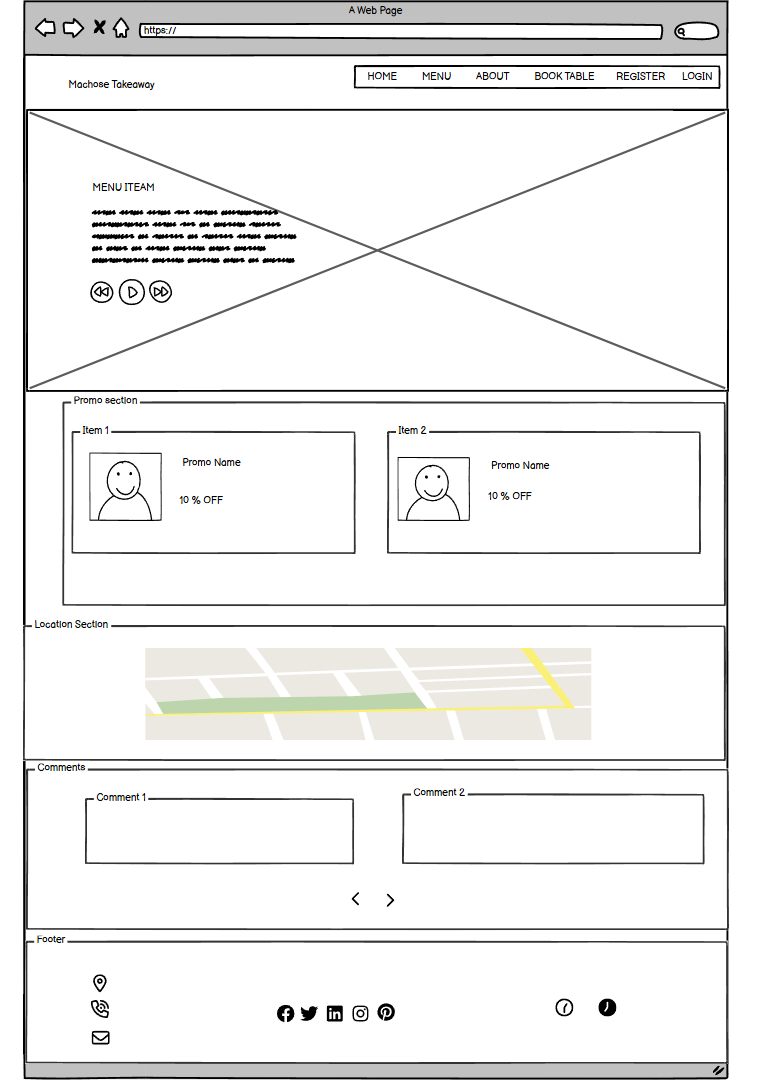 A Web Page
https://
Machose Takeaway
HOME MENU ABOUT BOOK TABLE REGISTER LOGIN
MENU ITEAM
Promo section
Item 1
Promo Name
10 % OFF
Item 2
Promo Name
10 % OFF
Location Section
Comments
Comment 1
Comment 2
Footer